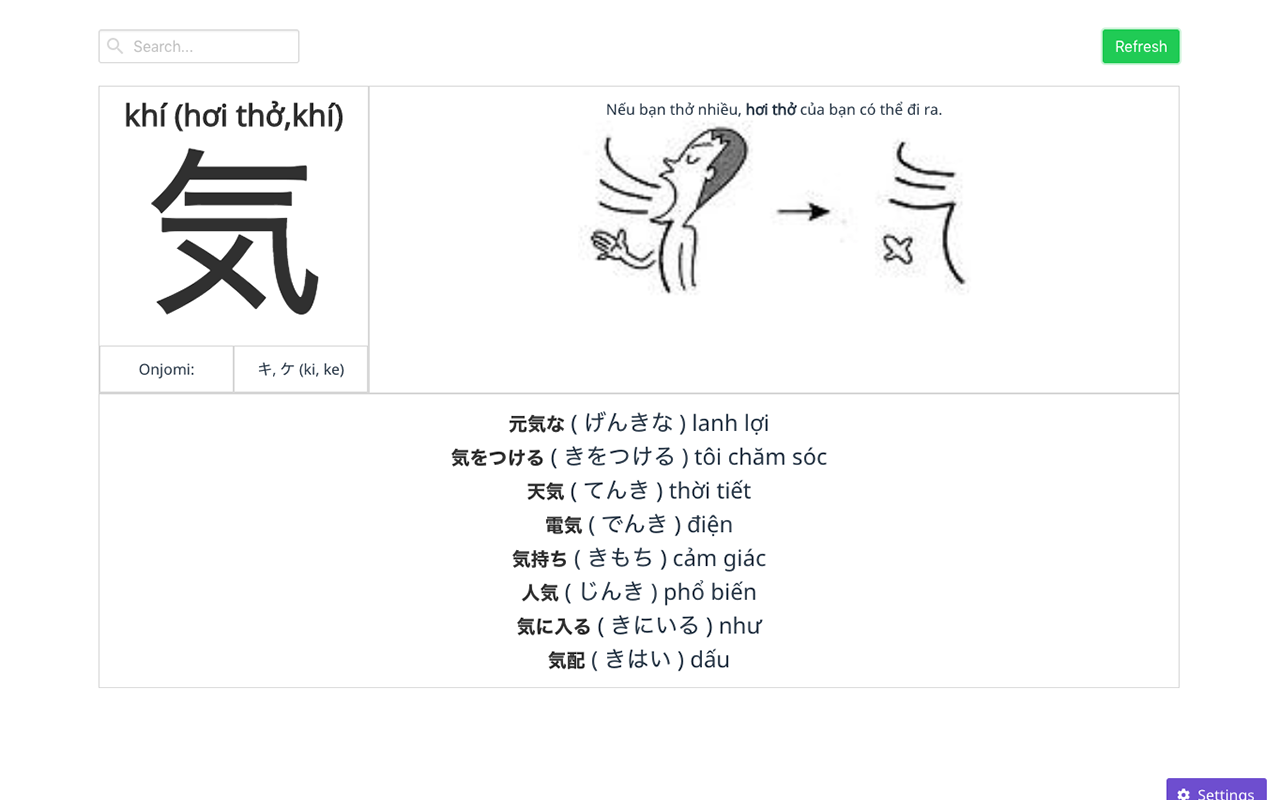 Search...
Refresh
khí (hơi thở,khí)
気
Onjomi:
キ, ケ (ki, ke)
Nếu bạn thở nhiều, hơi thở của bạn có thể đi ra.
元気な ( げんきな ) lanh lợi
気をつける ( きをつける ) tôi chăm sóc
天気 ( てんき ) thời tiết
電気 ( でんき ) điện
気持ち ( きもち ) cảm giác
人気 ( じんき ) phổ biến
気に入る ( きにいる ) như
気配 ( きはい ) dấu
Settings